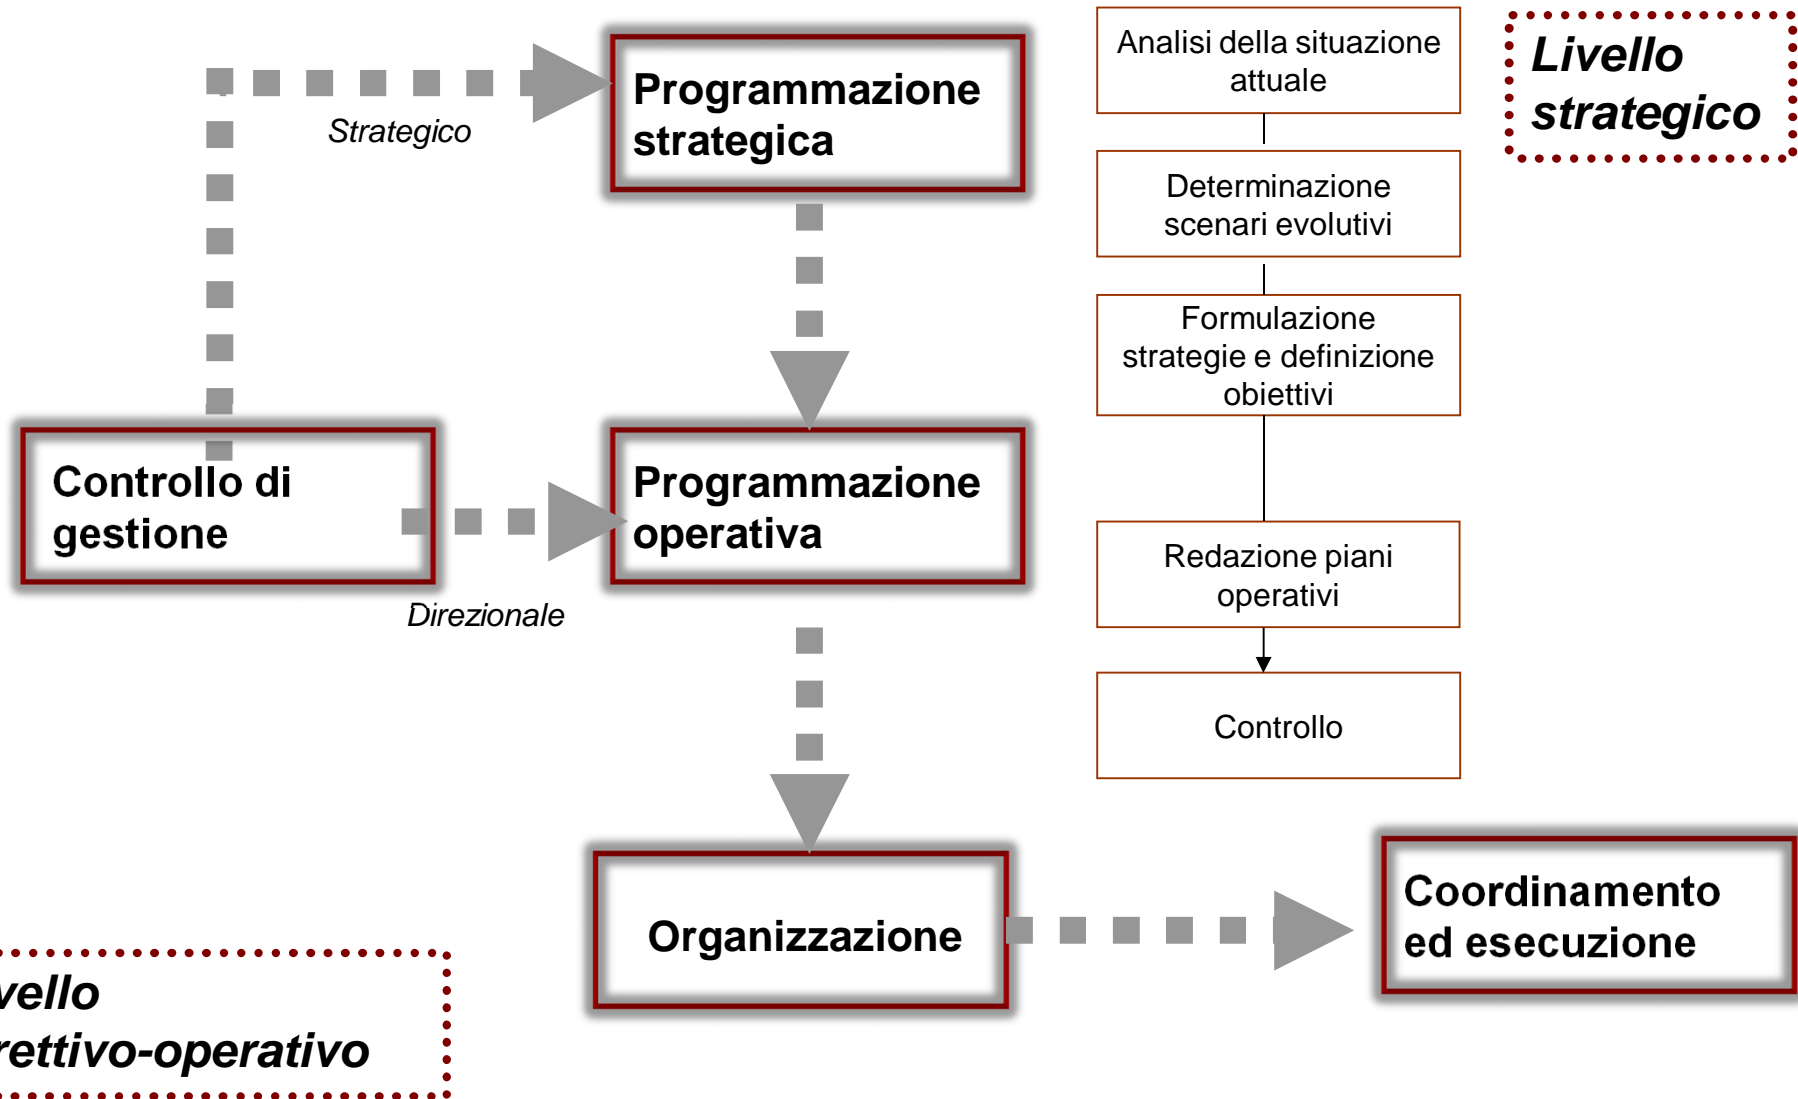 Programmazione
strategica
Strategico
Analisi della situazione
attuale
Livello
strategico
Determinazione
scenari evolutivi
Formulazione
strategie e definizione
obiettivi
Controllo di
gestione
Programmazione
operativa
Direzionale
Redazione piani
operativi
Controllo
Organizzazione
Coordinamento
ed esecuzione
vello
rettivo-operativo